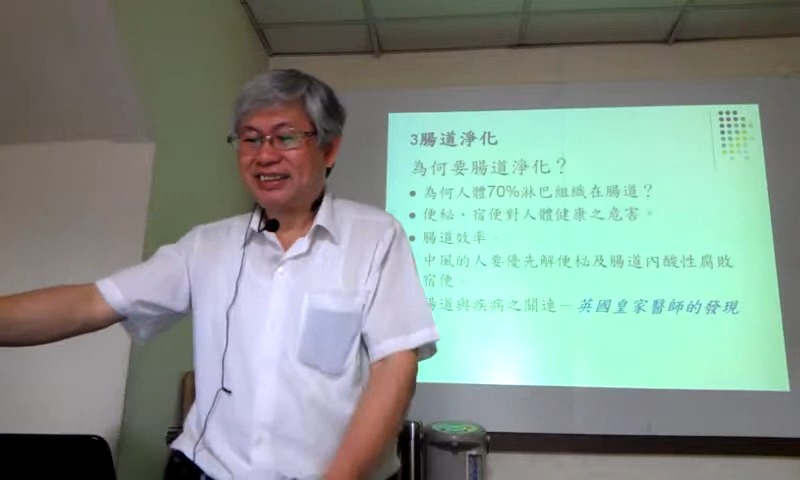 3腸道淨化
為何要腸道淨化？
為何人體70%淋巴組織在腸道？
便秘、宿便對人體健康之危害。
腸道效率。
中風的人要優先解便秘及腸道內酸性腐敗
宿便。
腸道與疾病之關連－英國皇家醫師的發現